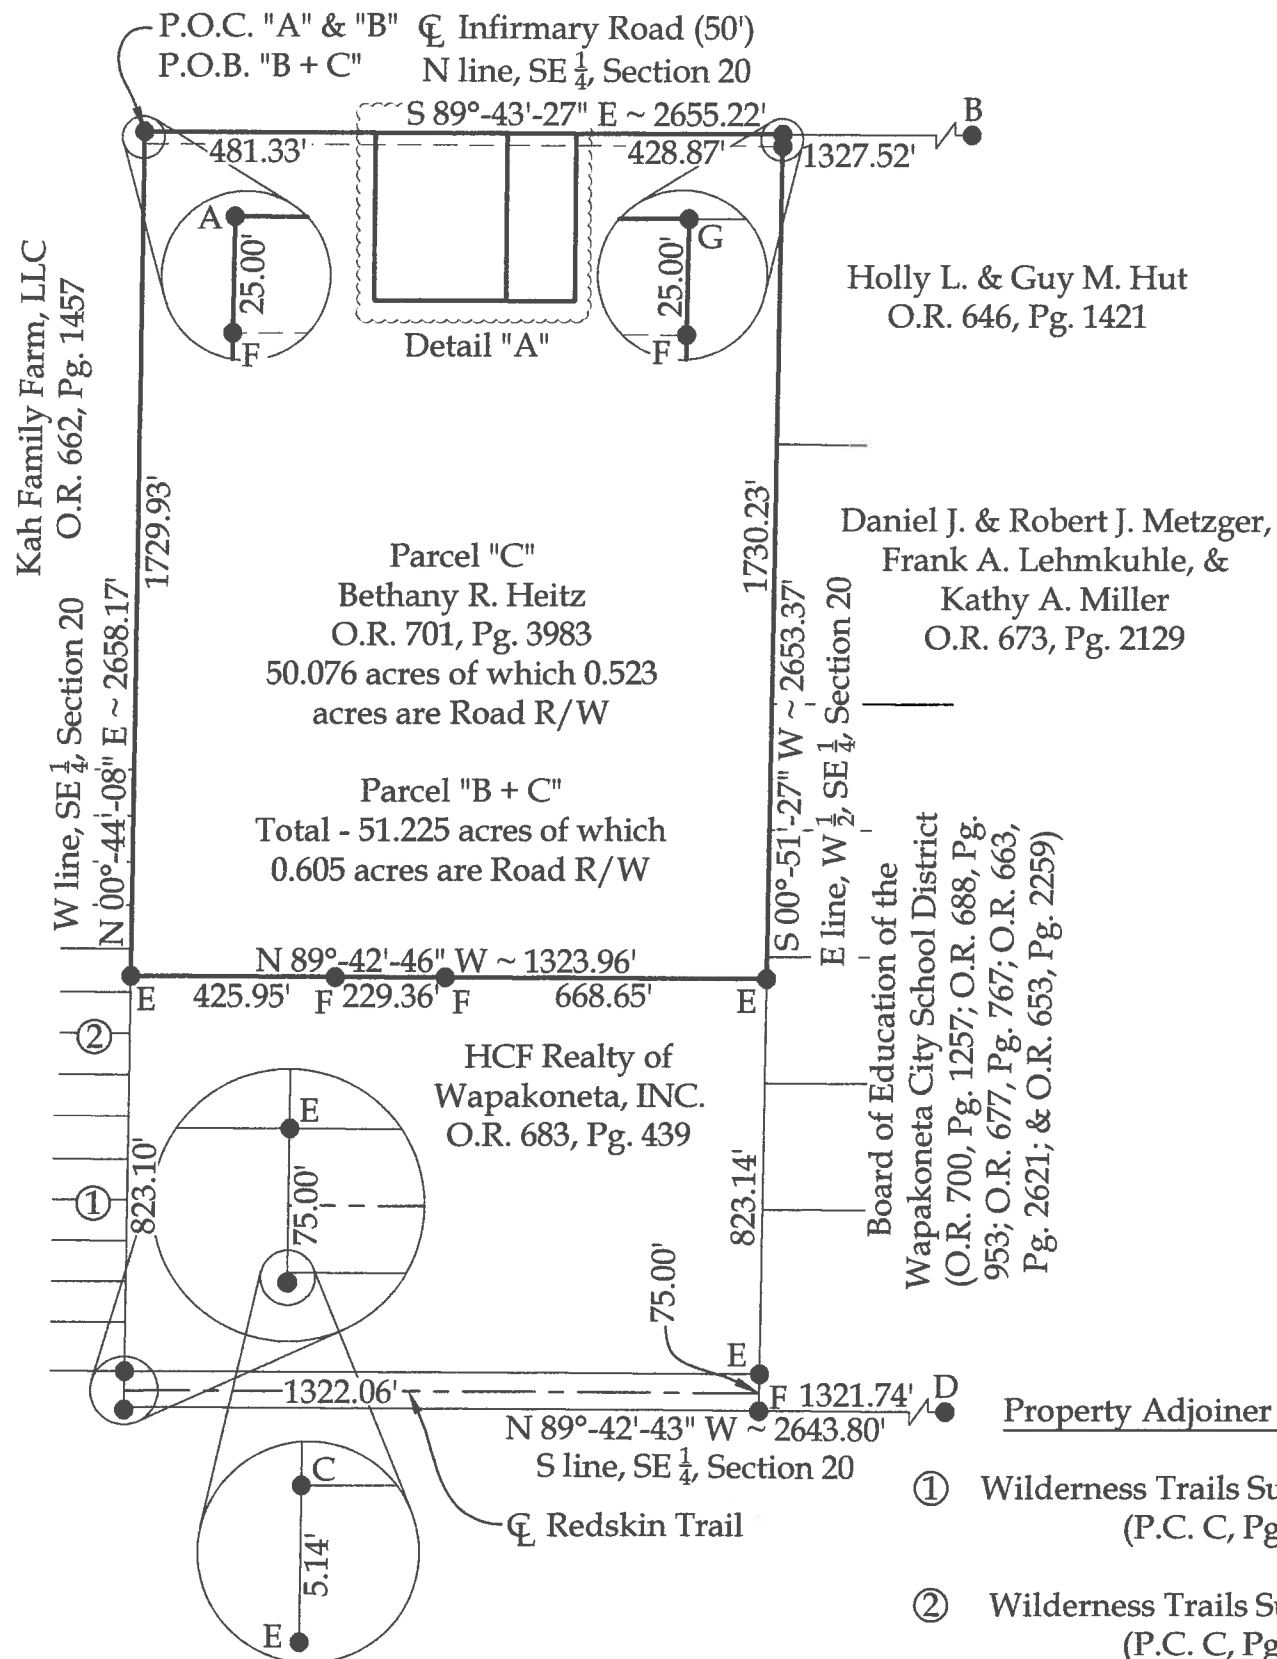 P.O.C. "A" & "B"
P.O.B. "B + C"
℄ Infirmary Road (50')
N line, SE 1/4, Section 20
S 89°-43'-27" E ~ 2655.22'
B
481.33'
428.87'
1327.52'
A
25.00'
F
G
25.00'
F
Detail "A"
Holly L. & Guy M. Hut
O.R. 646, Pg. 1421
Kah Family Farm, LLC
O.R. 662, Pg. 1457
1729.93'
1730.23'
Daniel J. & Robert J. Metzger,
Frank A. Lehmkuhle, &
Kathy A. Miller
O.R. 673, Pg. 2129
Parcel "C"
Bethany R. Heitz
O.R. 701, Pg. 3983
50.076 acres of which 0.523
acres are Road R/W
Parcel "B + C"
Total - 51.225 acres of which
0.605 acres are Road R/W
W line, SE 1/4, Section 20
N 00°-44'-08" E ~ 2658.17'
S 00°-51'-27" W ~ 2653.37'
E line, W 1/2, SE 1/4, Section 20
Board of Education of the
Wapakoneta City School District
(O.R. 700, Pg. 1257; O.R. 688, Pg.
953; O.R. 677, Pg. 767; O.R. 663,
Pg. 2621; & O.R. 653, Pg. 2259)
N 89°-42'-46" W ~ 1323.96'
E
425.95'
F
229.36'
F
668.65'
E
2
HCF Realty of
Wapakoneta, INC.
O.R. 683, Pg. 439
E
75.00'
823.10'
1
823.14'
75.00'
E
1322.06'
F
1321.74'
D
N 89°-42'-43" W ~ 2643.80'
S line, SE 1/4, Section 20
C
5.14'
E
℄ Redskin Trail
Property Adjoiner
1 Wilderness Trails Su
(P.C. C, Pg
2 Wilderness Trails Su
(P.C. C, Pg